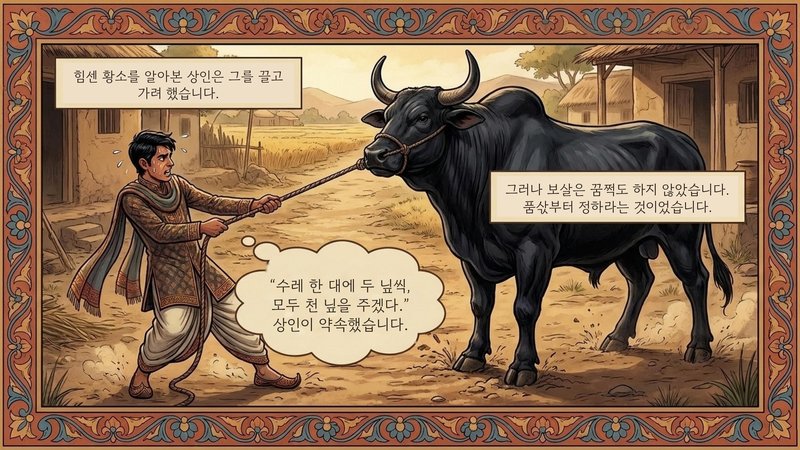 힘센 황소를 알아본 상인은 그를 끌고
가려 했습니다.
그러나 보살은 꿈쩍도 하지 않았습니다.
품삯부터 정하라는 것이었습니다.
“수레 한 대에 두 닢씩,
모두 천 닢을 주겠다.”
상인이 약속했습니다.